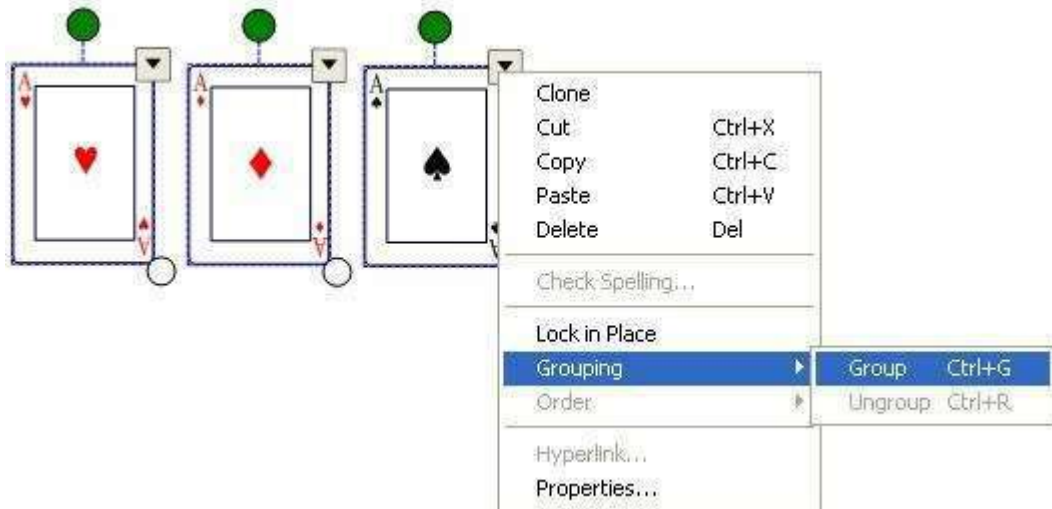 A A A
Clone
Cut Ctrl+X
Copy Ctrl+C
Paste Ctrl+V
Delete Del
A A A
Check Spelling...
Lock in Place
Grouping Group Ctrl+G
Order Ungroup Ctrl+R
Hyperlink...
Properties...